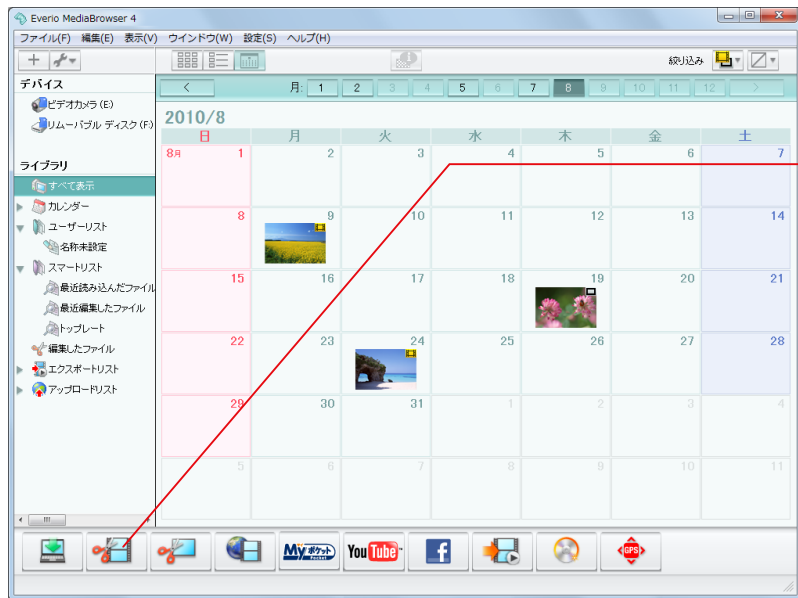 Everio MediaBrowser 4
ファイル(F) 編集(E) 表示(V) ウインドウ(W) 設定(S) ヘルプ(H)
絞り込み
デバイス
ビデオカメラ (E)
リムーバブル ディスク (F)
ライブラリ
すべて表示
カレンダー
ユーザーリスト
名称未設定
スマートリスト
最近読み込んだファイル
最近編集したファイル
トップレート
編集したファイル
エクスポートリスト
アップロードリスト
< 月: 1 2 3 4 5 6 7 8 9 10 11 12 >
2010/8
日 月 火 水 木 金 土
8月 1 2 3 4 5 6 7
8 9 10 11 12 13 14
15 16 17 18 19 20 21
22 23 24 25 26 27 28
29 30 31 1 2 3 4
5 6 7 8 9 10 11
Myポケット
Pocket
YouTube
f
GPS